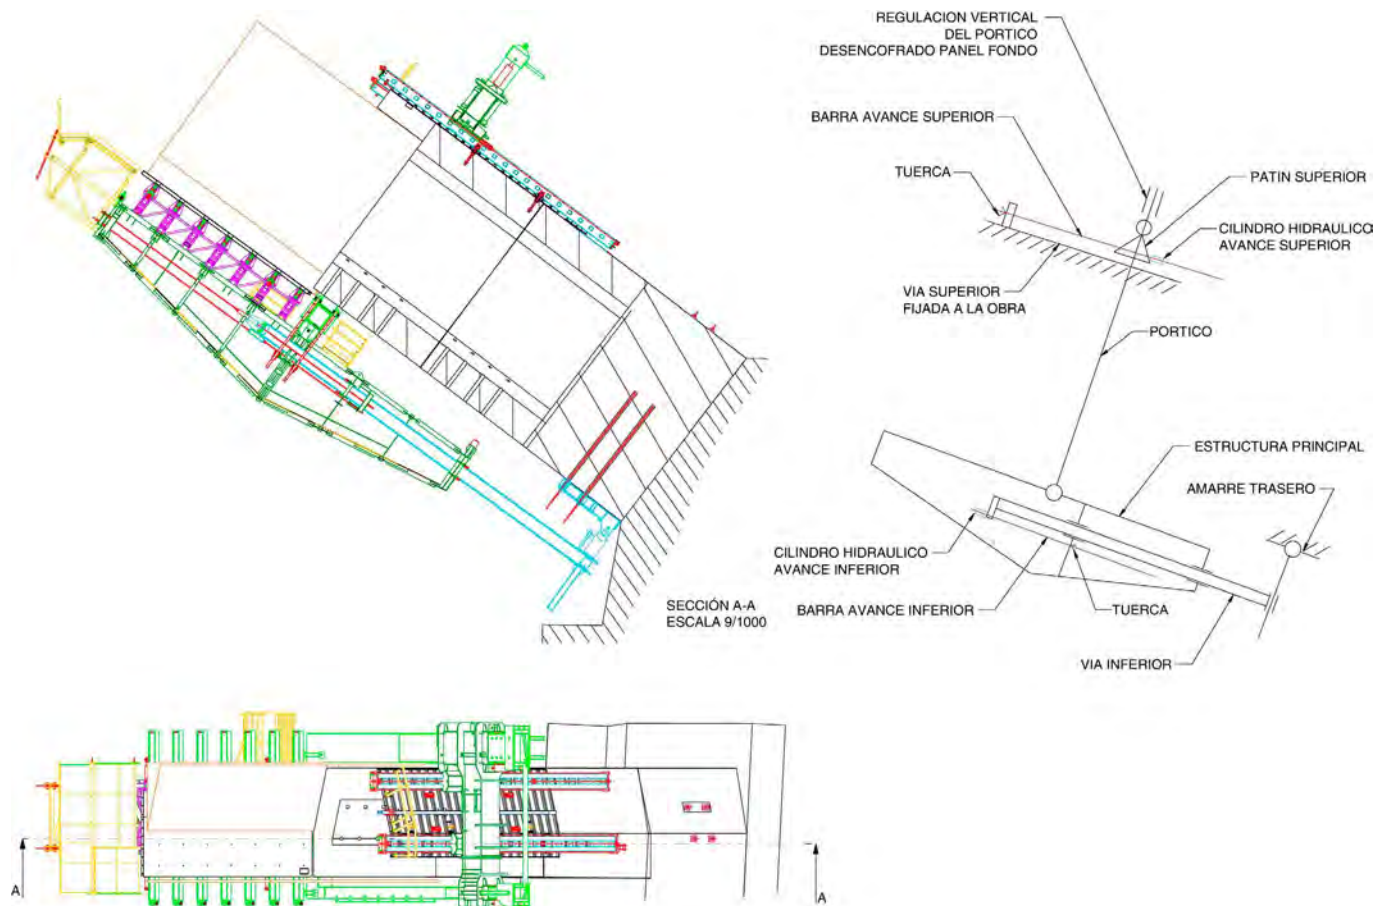 REGULACION VERTICAL
DEL PORTICO
DESENCOFRADO PANEL FONDO
BARRA AVANCE SUPERIOR
TUERCA
PATIN SUPERIOR
CILINDRO HIDRAULICO
AVANCE SUPERIOR
VIA SUPERIOR
FIJADA A LA OBRA
PORTICO
ESTRUCTURA PRINCIPAL
AMARRE TRASERO
CILINDRO HIDRAULICO
AVANCE INFERIOR
BARRA AVANCE INFERIOR
TUERCA
VIA INFERIOR
SECCIÓN A-A
ESCALA 9/1000
A
A